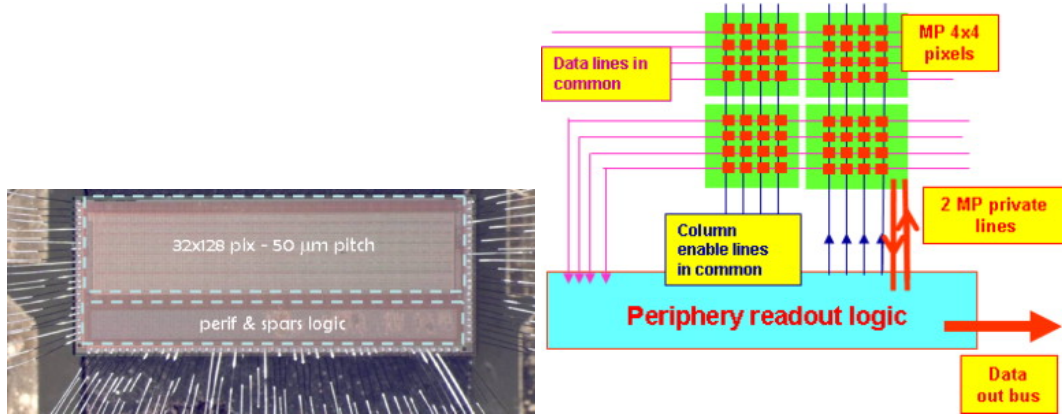 32x128 pix - 50 µm pitch
perif & spars logic
MP 4x4
pixels
Data lines in
common
2 MP private
lines
Column
enable lines
in common
Periphery readout logic
Data
out bus